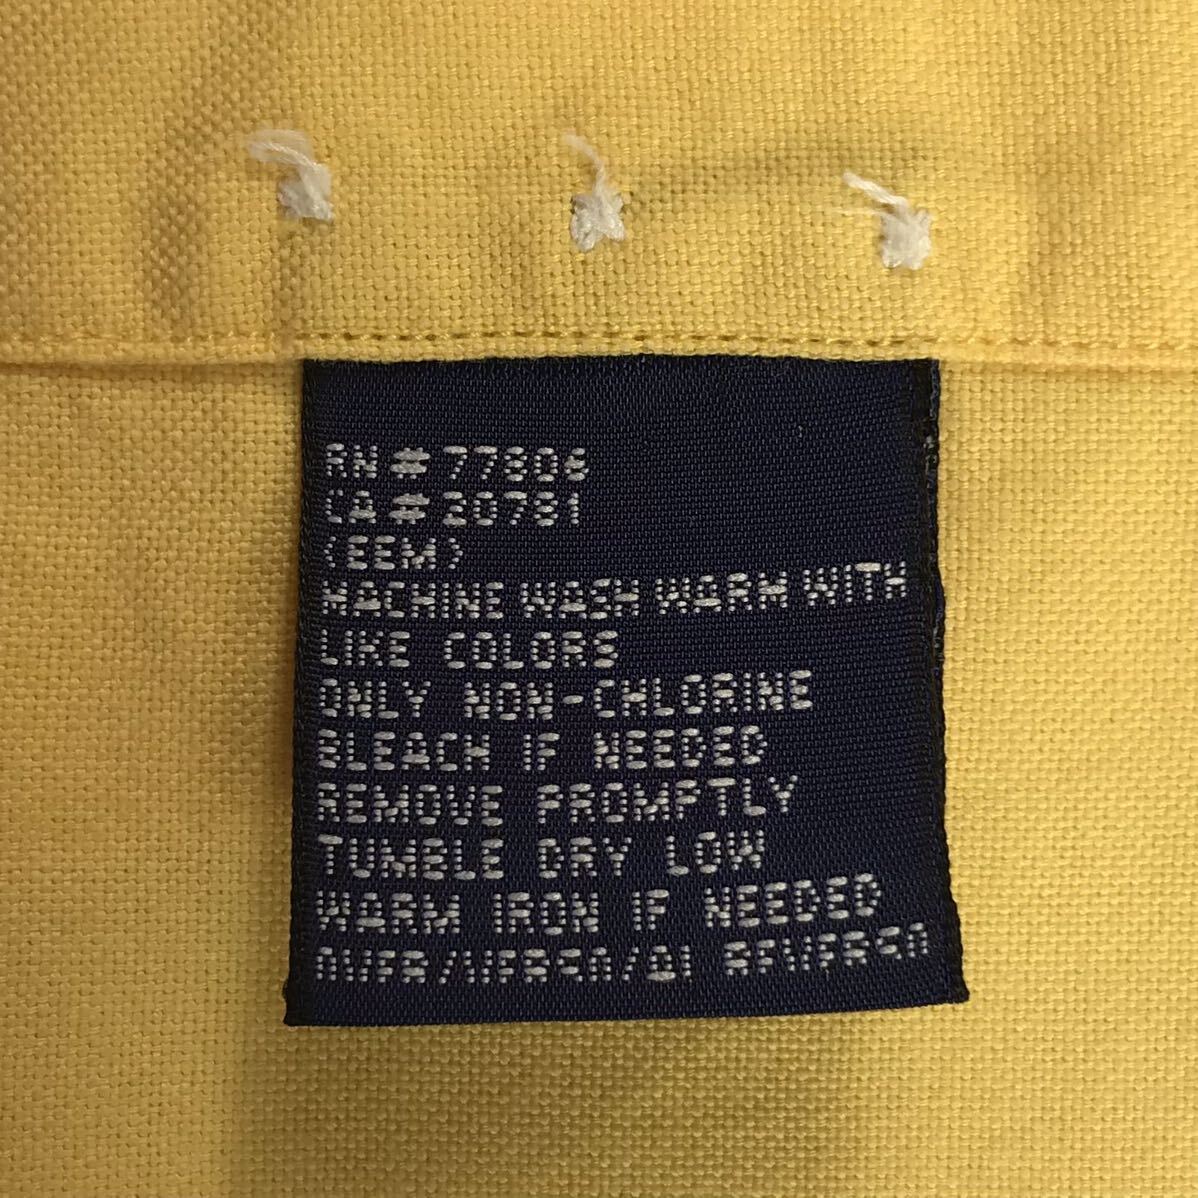 RN # 77806
CA # 20781
(EEM)
MACHINE WASH WARM WITH
LIKE COLORS
ONLY NON-CHLORINE
BLEACH IF NEEDED
REMOVE PROMPTLY
TUMBLE DRY LOW
WARM IRON IF NEEDED